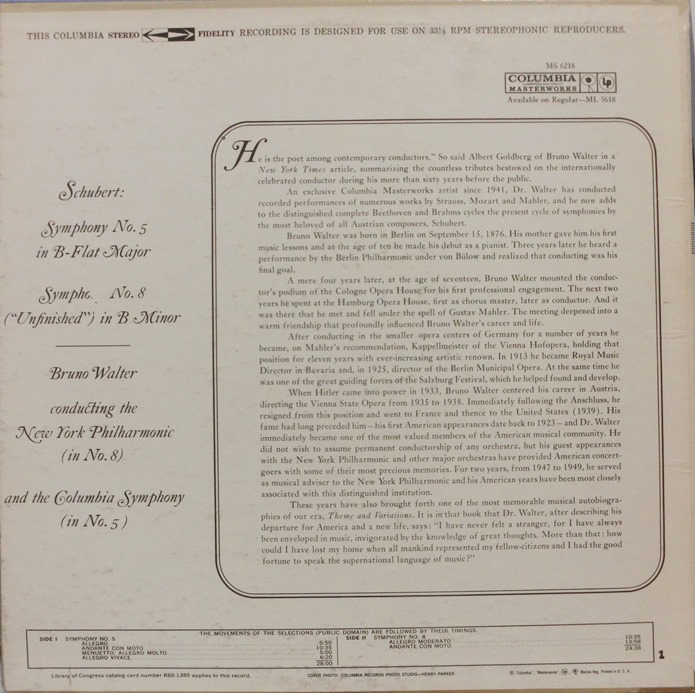 THIS COLUMBIA STEREO FIDELITY RECORDING IS DESIGNED FOR USE ON 33⅓ RPM STEREOPHONIC REPRODUCERS.
MS 6218
COLUMBIA
MASTERWORKS
LP
Available on Regular—ML 5618
Schubert:
Symphony No. 5
in B-Flat Major
Sympho. No. 8
("Unfinished") in B Minor
Bruno Walter
conducting the
New York Philharmonic
(in No. 8)
and the Columbia Symphony
(in No. 5)
He is the poet among contemporary conductors." So said Albert Goldberg of Bruno Walter in a
New York Times article, summarizing the countless tributes bestowed on the internationally
celebrated conductor during his more than sixty years before the public.
An exclusive Columbia Masterworks artist since 1941, Dr. Walter has conducted
recorded performances of numerous works by Strauss, Mozart and Mahler, and he now adds
to the distinguished complete Beethoven and Brahms cycles the present cycle of symphonies by
the most beloved of all Austrian composers, Schubert.
Bruno Walter was born in Berlin on September 15, 1876. His mother gave him his first
music lessons and at the age of ten he made his debut as a pianist. Three years later he heard a
performance by the Berlin Philharmonic under von Bülow and realized that conducting was his
final goal.
A mere four years later, at the age of seventeen, Bruno Walter mounted the conduc-
tor's podium of the Cologne Opera House for his first professional engagement. The next two
years he spent at the Hamburg Opera House, first as chorus master, later as conductor. And it
was there that he met and fell under the spell of Gustav Mahler. The meeting deepened into a
warm friendship that profoundly influenced Bruno Walter's career and life.
After conducting in the smaller opera centers of Germany for a number of years he
became, on Mahler's recommendation, Kappellmeister of the Vienna Hofopera, holding that
position for eleven years with ever-increasing artistic renown. In 1913 he became Royal Music
Director in Bavaria and, in 1925, director of the Berlin Municipal Opera. At the same time he
was one of the great guiding forces of the Salzburg Festival, which he helped found and develop.
When Hitler came into power in 1933, Bruno Walter centered his career in Austria,
directing the Vienna State Opera from 1935 to 1938. Immediately following the Anschluss, he
resigned from this position and went to France and thence to the United States (1939). His
fame had long preceded him — his first American appearances date back to 1923 — and Dr. Walter
immediately became one of the most valued members of the American musical community. He
did not wish to assume permanent conductorship of any orchestra, but his guest appearances
with the New York Philharmonic and other major orchestras have provided American concert-
goers with some of their most precious memories. For two years, from 1947 to 1949, he served
as musical adviser to the New York Philharmonic and his American years have been most closely
associated with this distinguished institution.
These years have also brought forth one of the most memorable musical autobiogra-
phies of our era, Theme and Variations. It is in that book that Dr. Walter, after describing his
departure for America and a new life, says: "I have never felt a stranger, for I have always
been enveloped in music, invigorated by the knowledge of great thoughts. More than that: how
could I have lost my home when all mankind represented my fellow-citizens and I had the good
fortune to speak the supernational language of music?"
THE MOVEMENTS OF THE SELECTIONS (PUBLIC DOMAIN) ARE FOLLOWED BY THEIR TIMINGS.
SIDE I SYMPHONY NO. 5
ALLEGRO 5:50
ANDANTE CON MOTO 10:35
MENUETTO: ALLEGRO MOLTO 5:00
ALLEGRO VIVACE 6:20
28:00
SIDE II SYMPHONY NO. 8 10:35
ALLEGRO MODERATO 13:58
ANDANTE CON MOTO 24:38
1
Library of Congress catalog card number R60-1385 applies to this record.
COVER PHOTO: COLUMBIA RECORDS PHOTO STUDIO—HENRY PARKER
© "Columbia", "Masterworks", Marcas Reg. Printed in U. S. A.